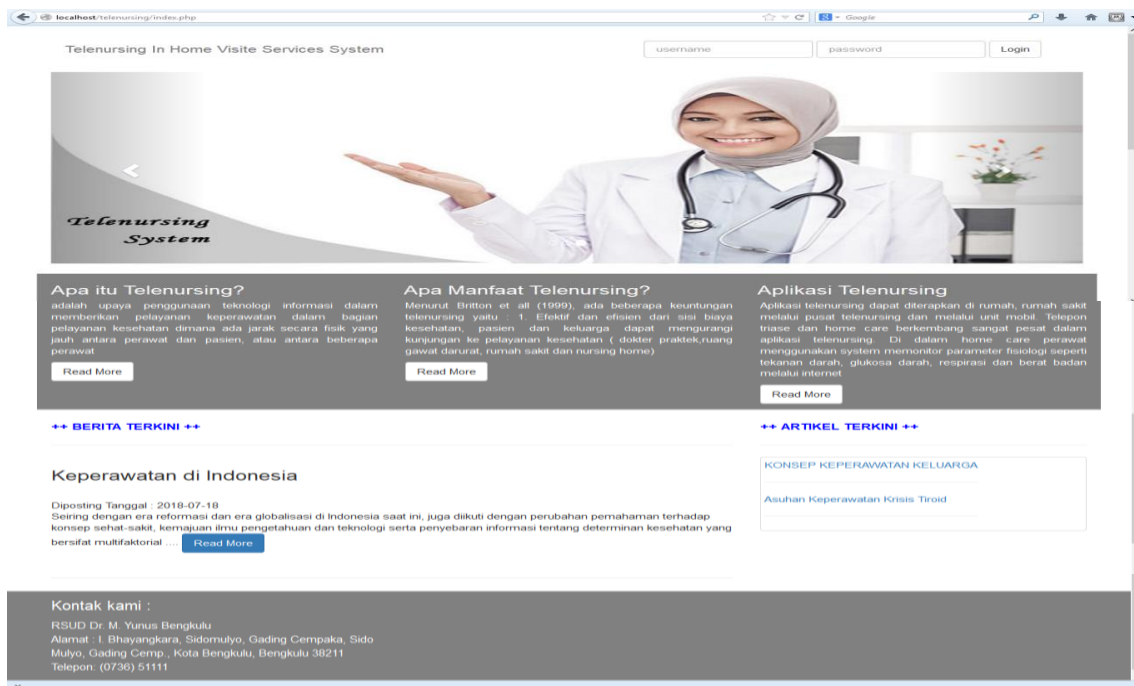 localhost/telenursing/index.php
Google
Telenursing In Home Visite Services System
username
password
Login
Telenursing
System
Apa itu Telenursing?
adalah upaya penggunaan teknologi informasi dalam
memberikan pelayanan keperawatan dalam bagian
pelayanan kesehatan dimana ada jarak secara fisik yang
jauh antara perawat dan pasien, atau antara beberapa
perawat
Read More
Apa Manfaat Telenursing?
Menurut Britton et all (1999), ada beberapa keuntungan
telenursing yaitu : 1. Efektif dan efisien dari sisi biaya
kesehatan, pasien dan keluarga dapat mengurangi
kunjungan ke pelayanan kesehatan ( dokter praktek,ruang
gawat darurat, rumah sakit dan nursing home)
Read More
Aplikasi Telenursing
Aplikasi telenursing dapat diterapkan di rumah, rumah sakit
melalui pusat telenursing dan melalui unit mobil. Telepon
triase dan home care berkembang sangat pesat dalam
aplikasi telenursing. Di dalam home care perawat
menggunakan system memonitor parameter fisiologi seperti
tekanan darah, glukosa darah, respirasi dan berat badan
melalui internet
Read More
++ BERITA TERKINI ++
Keperawatan di Indonesia
Diposting Tanggal : 2018-07-18
Seiring dengan era reformasi dan era globalisasi di Indonesia saat ini, juga diikuti dengan perubahan pemahaman terhadap
konsep sehat-sakit, kemajuan ilmu pengetahuan dan teknologi serta penyebaran informasi tentang determinan kesehatan yang
bersifat multifaktorial .... Read More
++ ARTIKEL TERKINI ++
KONSEP KEPERAWATAN KELUARGA
Asuhan Keperawatan Krisis Tiroid
Kontak kami :
RSUD Dr. M. Yunus Bengkulu
Alamat : l. Bhayangkara, Sidomulyo, Gading Cempaka, Sido
Mulyo, Gading Cemp., Kota Bengkulu, Bengkulu 38211
Telepon: (0736) 51111